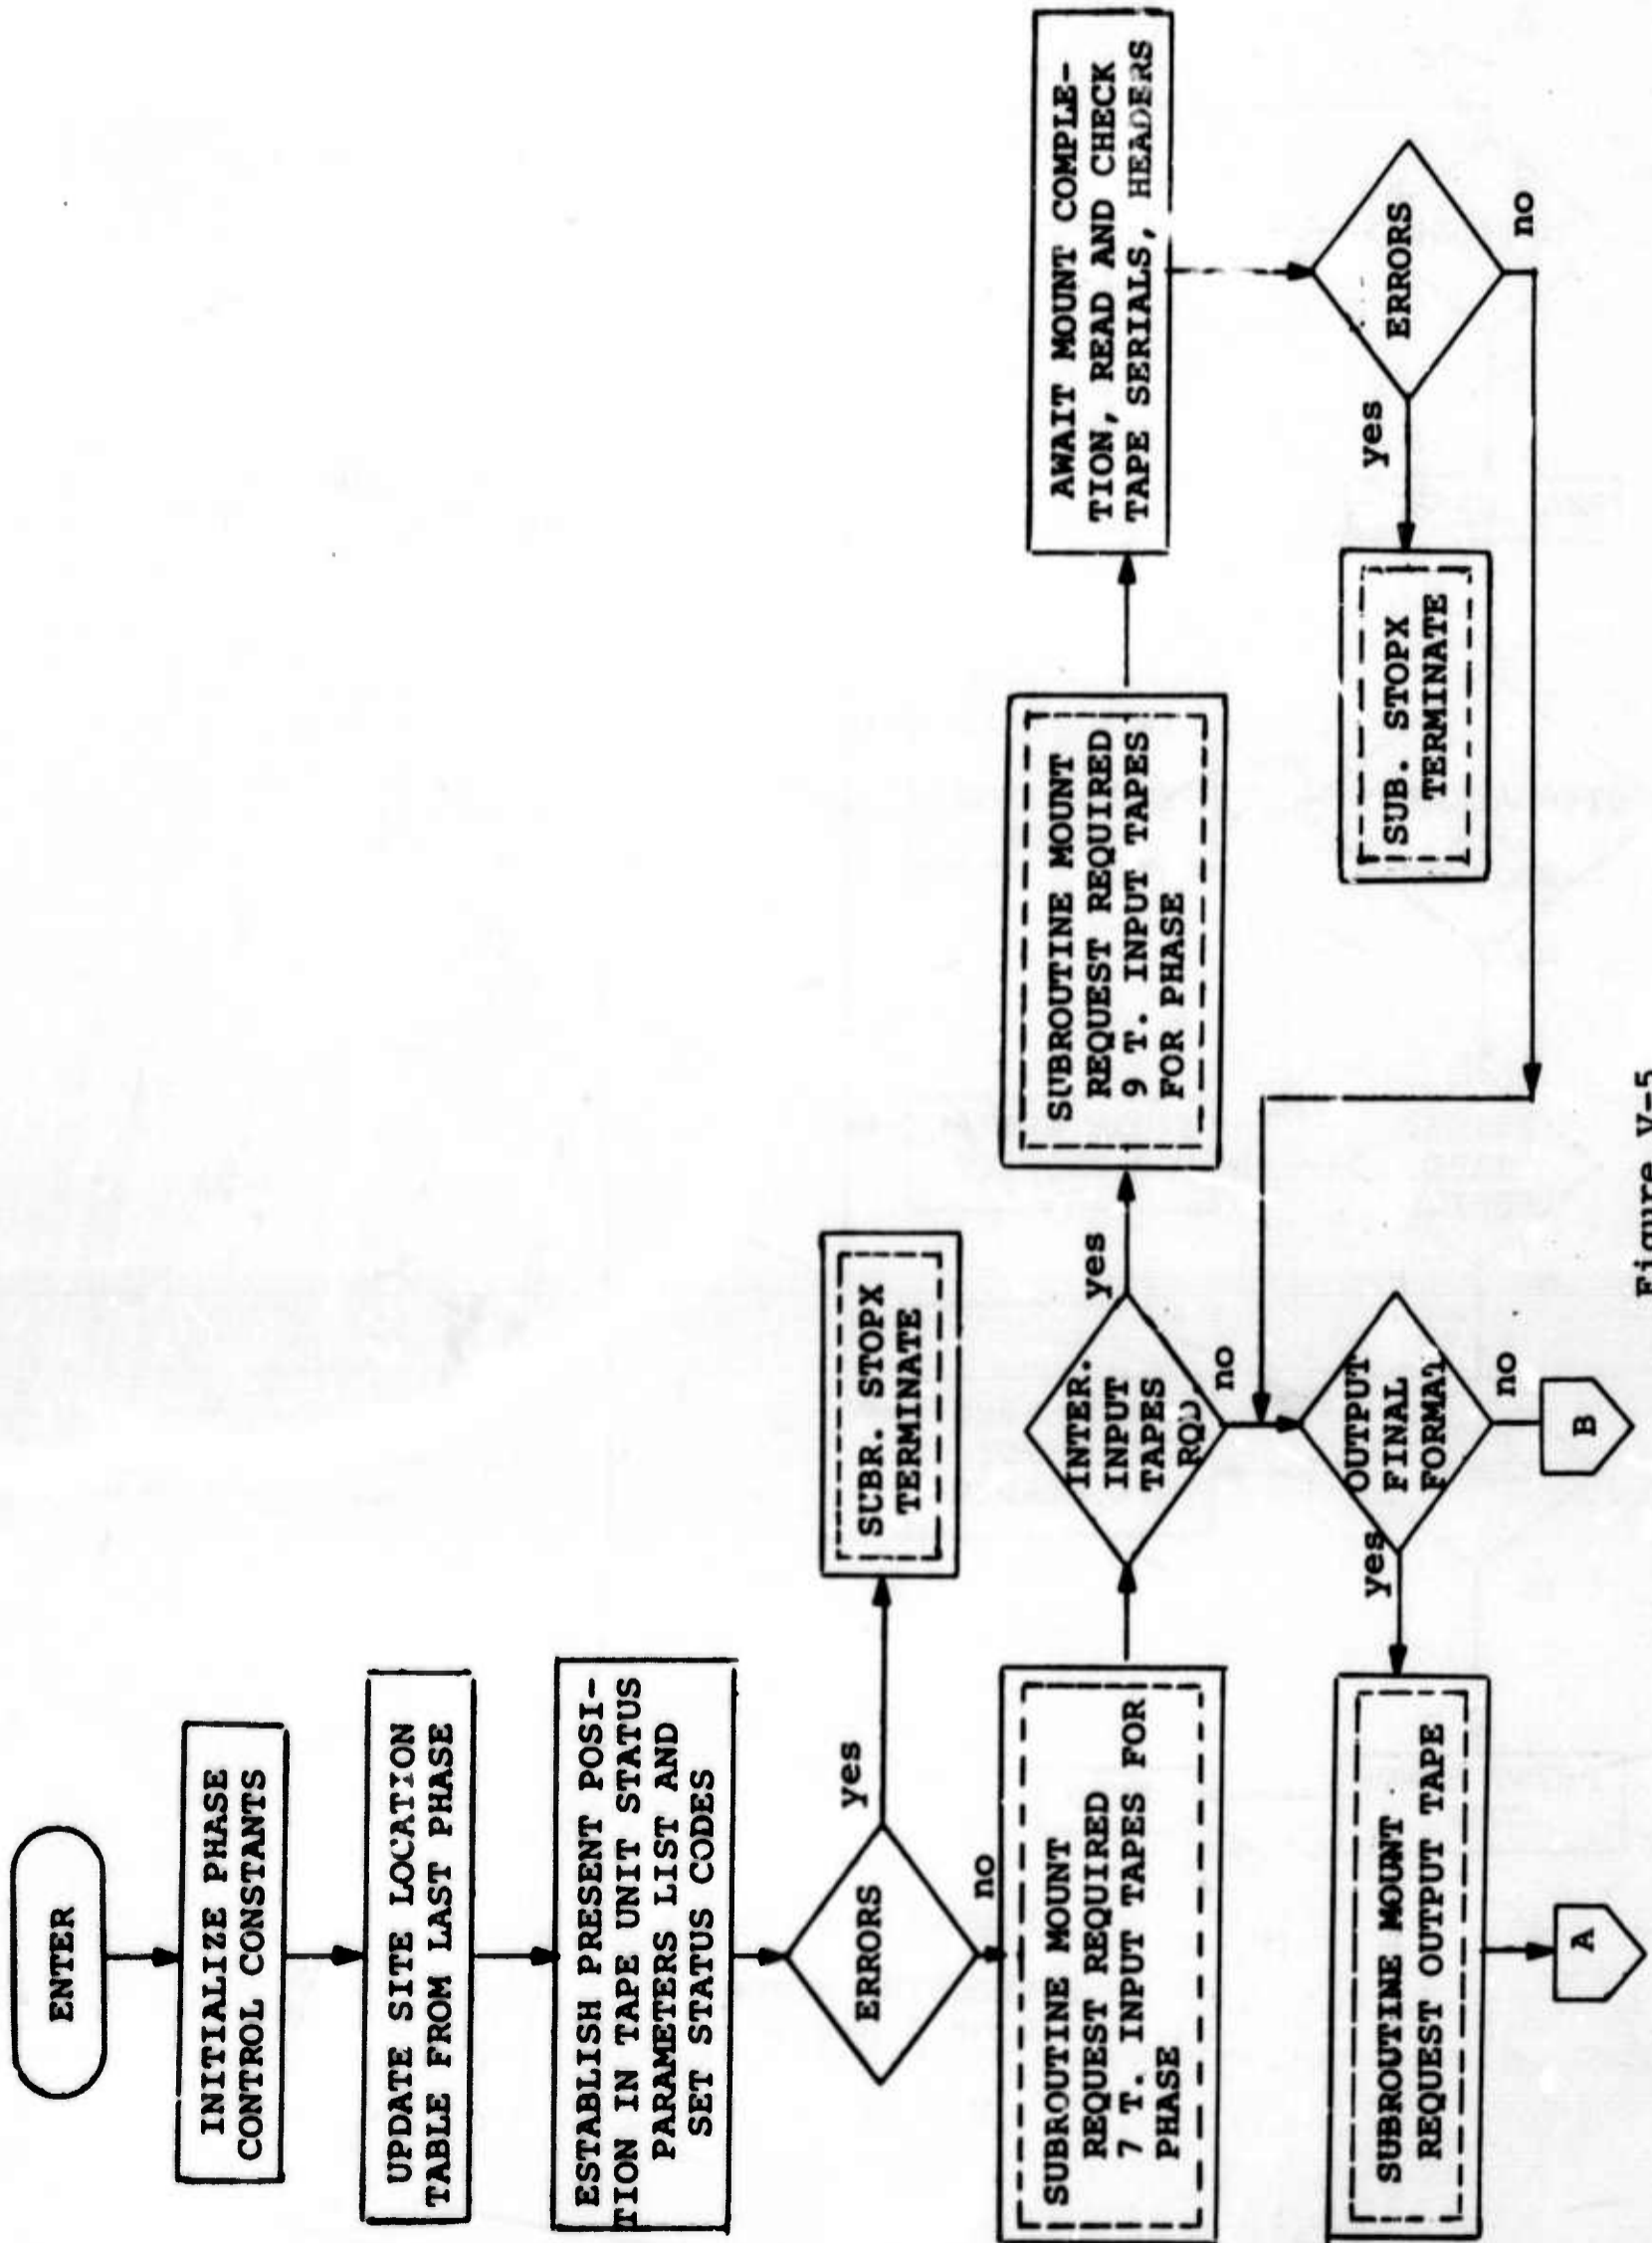 ENTER
INITIALIZE PHASE
CONTROL CONSTANTS
UPDATE SITE LOCATION
TABLE FROM LAST PHASE
ESTABLISH PRESENT POSI-
TION IN TAPE UNIT STATUS
PARAMETERS LIST AND
SET STATUS CODES
ERRORS
yes
SUBR. STOPX
TERMINATE
no
SUBROUTINE MOUNT
REQUEST REQUIRED
7 T. INPUT TAPES FOR
PHASE
INTER.
INPUT
TAPES
RQD.
yes
SUBROUTINE MOUNT
REQUEST REQUIRED
9 T. INPUT TAPES
FOR PHASE
AWAIT MOUNT COMPLE-
TION, READ AND CHECK
TAPE SERIALS, HEADERS
ERRORS
yes
SUB. STOPX
TERMINATE
no
no
OUTPUT
FINAL
FORMAT
yes
SUBROUTINE MOUNT
REQUEST OUTPUT TAPE
A
no
B
Figure V-5